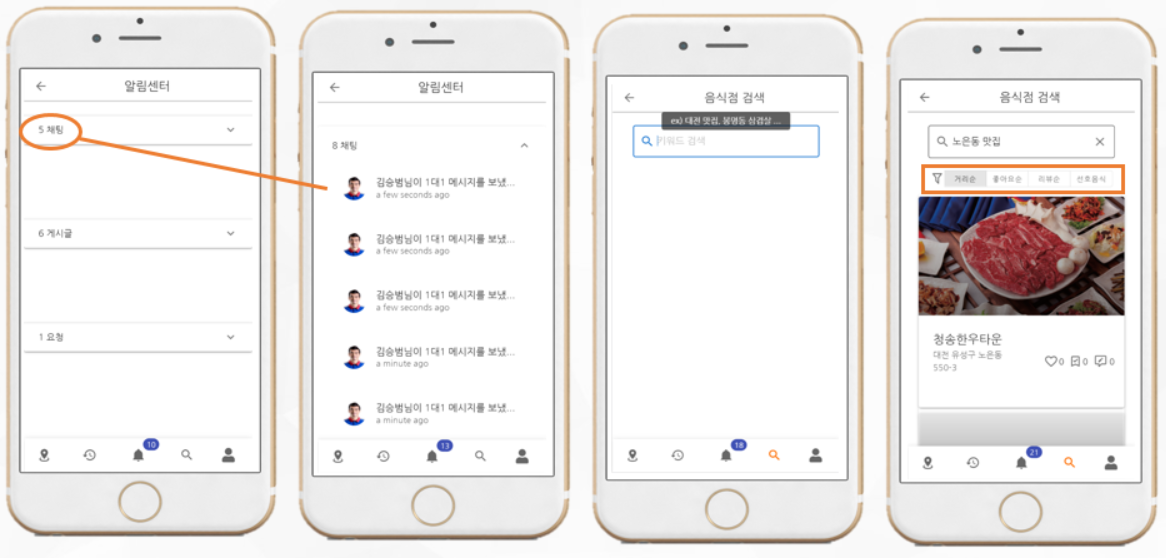 알림센터
5 채팅
6 게시글
1 요청
10
알림센터
8 채팅
김승범님이 1대1 메시지를 보냈...
a few seconds ago
김승범님이 1대1 메시지를 보냈...
a few seconds ago
김승범님이 1대1 메시지를 보냈...
a few seconds ago
김승범님이 1대1 메시지를 보냈...
a minute ago
김승범님이 1대1 메시지를 보냈...
a minute ago
13
음식점 검색
ex) 대전 맛집, 봉명동 삼겹살 ...
키워드 검색
18
음식점 검색
노은동 맛집
거리순 좋아요순 리뷰순 선호음식
청송한우타운
대전 유성구 노은동
550-3
0 0 0
21